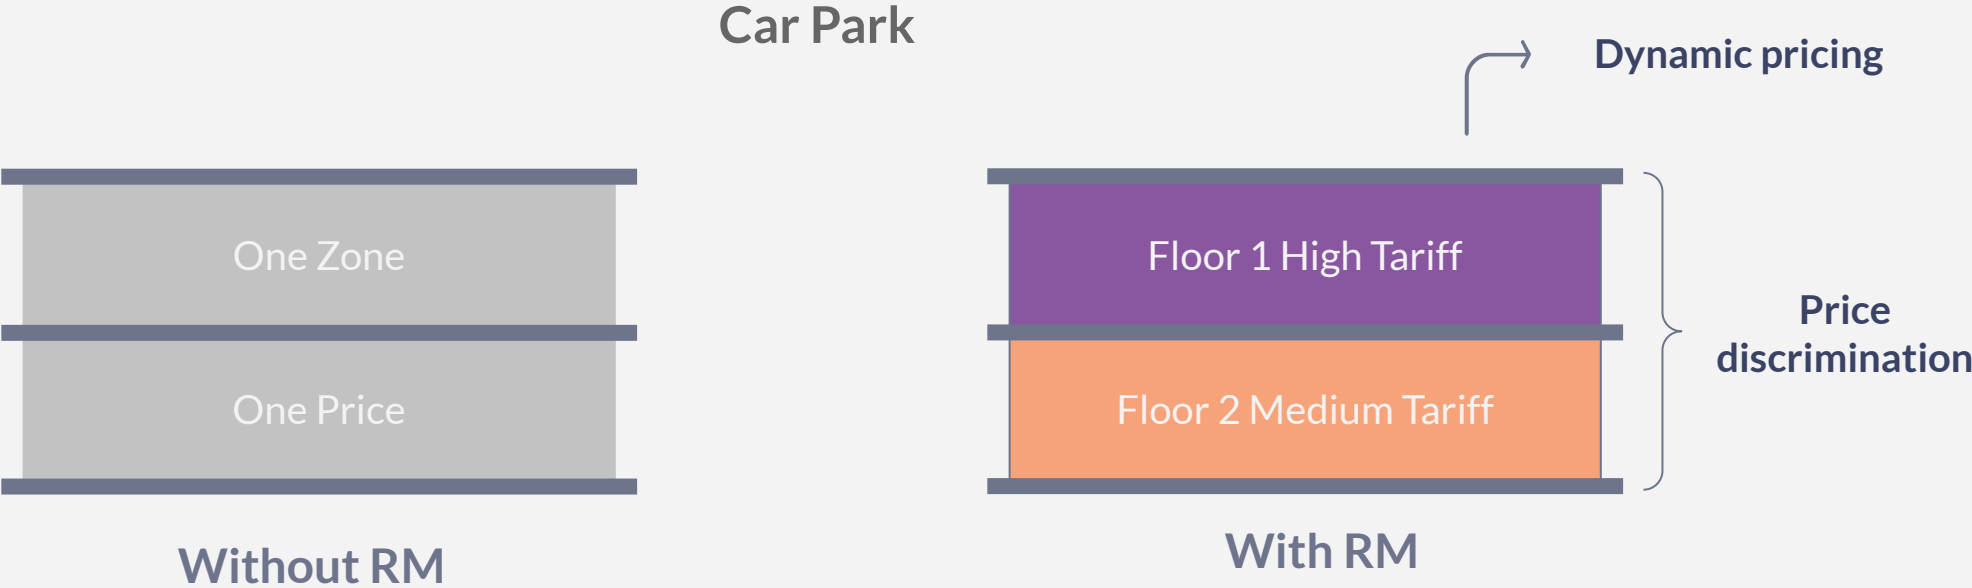 Car Park
Dynamic pricing
One Zone
One Price
Without RM
Floor 1 High Tariff
Floor 2 Medium Tariff
With RM
Price
discrimination